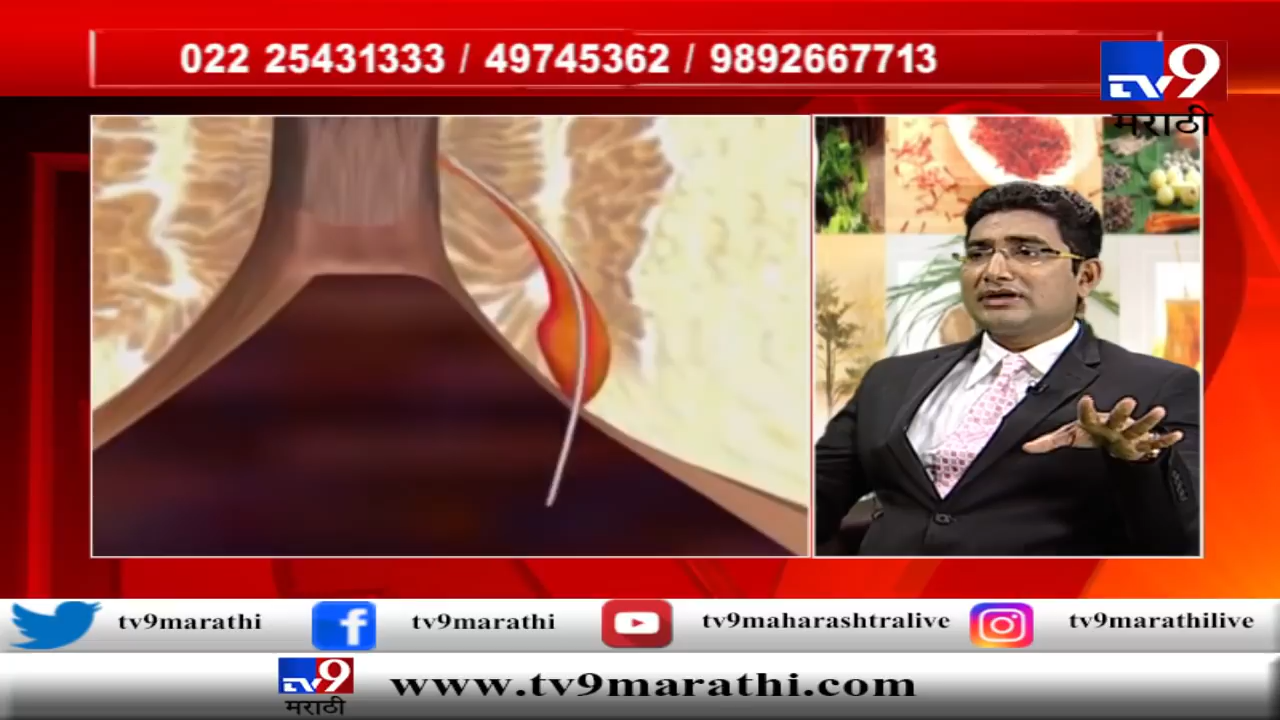 022 25431333 / 49745362 / 9892667713
TV9
मराठी
tv9marathi
tv9marathi
tv9maharashtralive
tv9marathilive
TV9
मराठी
www.tv9marathi.com